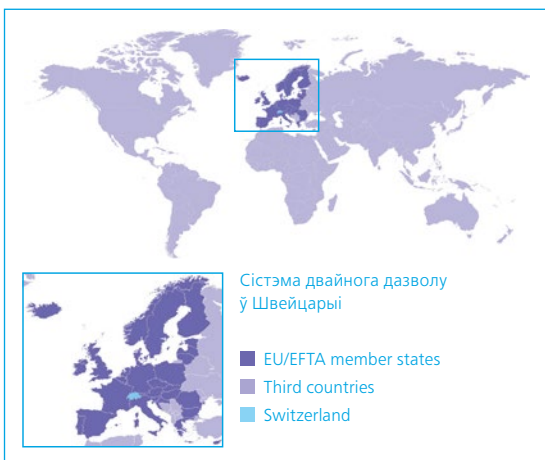 Сістэма двайнога дазволу
ў Швейцарыі
EU/EFTA member states
Third countries
Switzerland